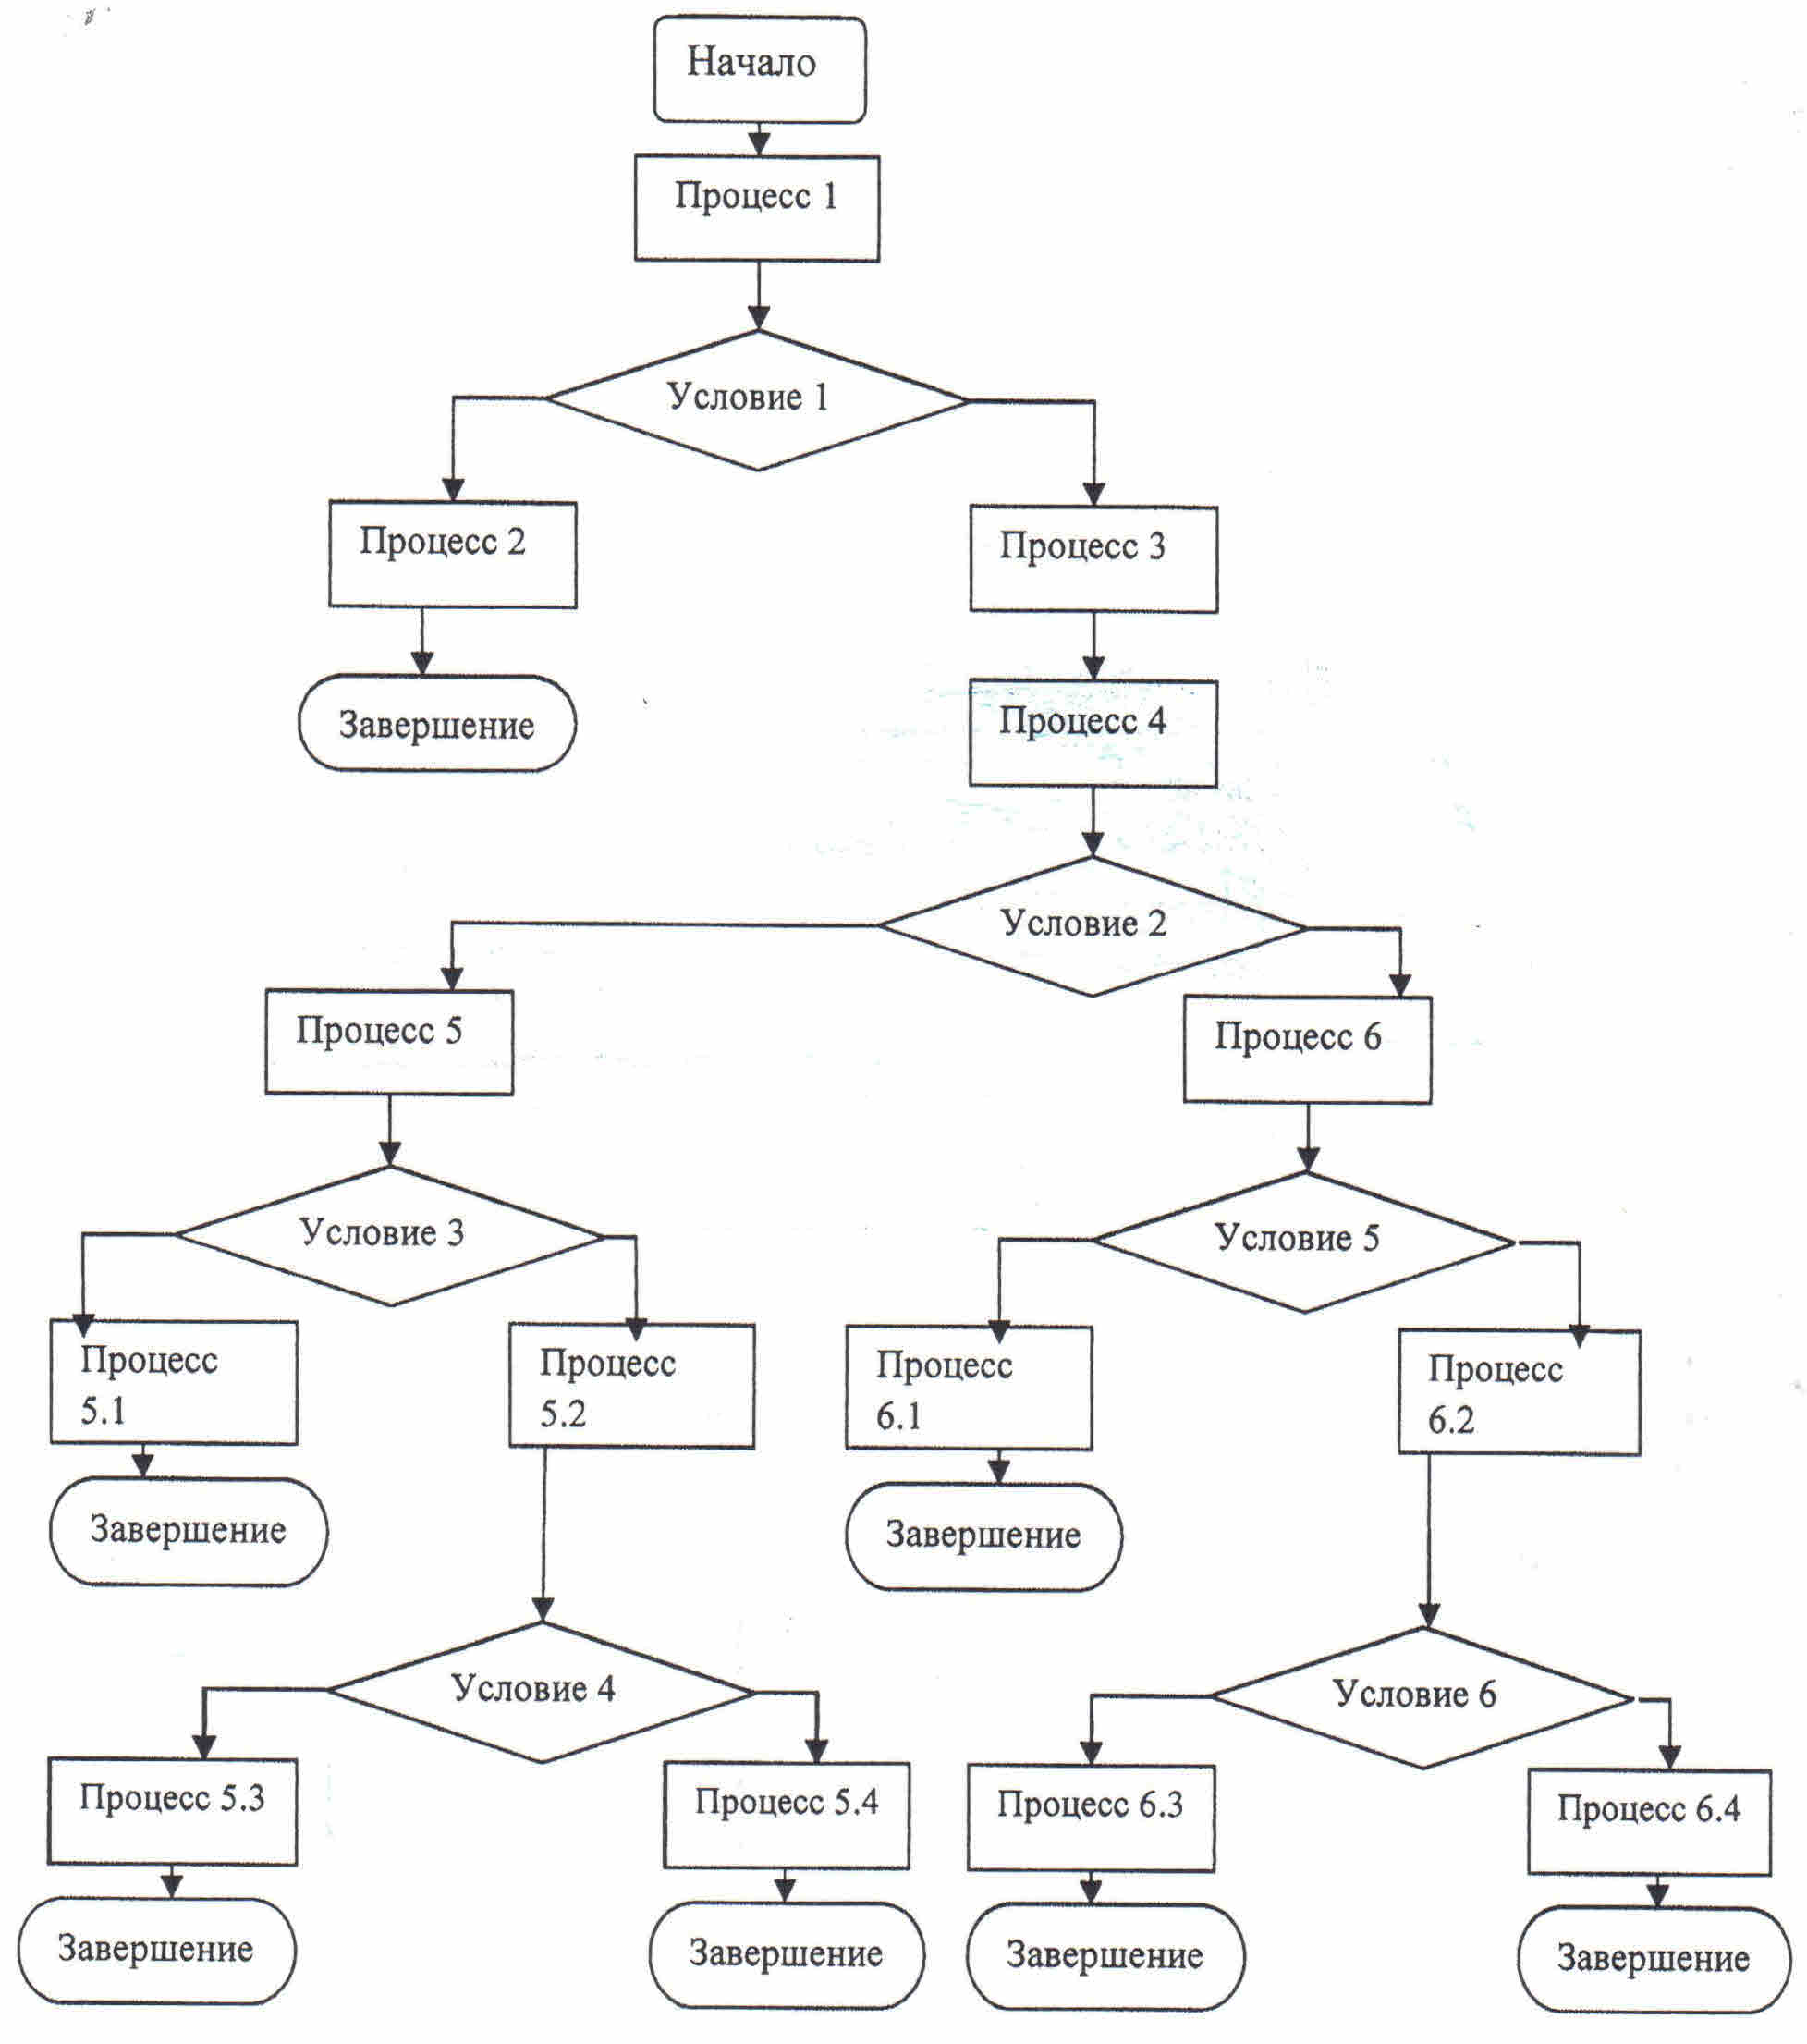 Начало
Процесс 1
Условие 1
Процесс 2
Процесс 3
Завершение
Процесс 4
Условие 2
Процесс 5
Процесс 6
Условие 3
Условие 5
Процесс
5.1
Процесс
5.2
Процесс
6.1
Процесс
6.2
Завершение
Завершение
Условие 4
Условие 6
Процесс 5.3
Процесс 5.4
Процесс 6.3
Процесс 6.4
Завершение
Завершение
Завершение
Завершение